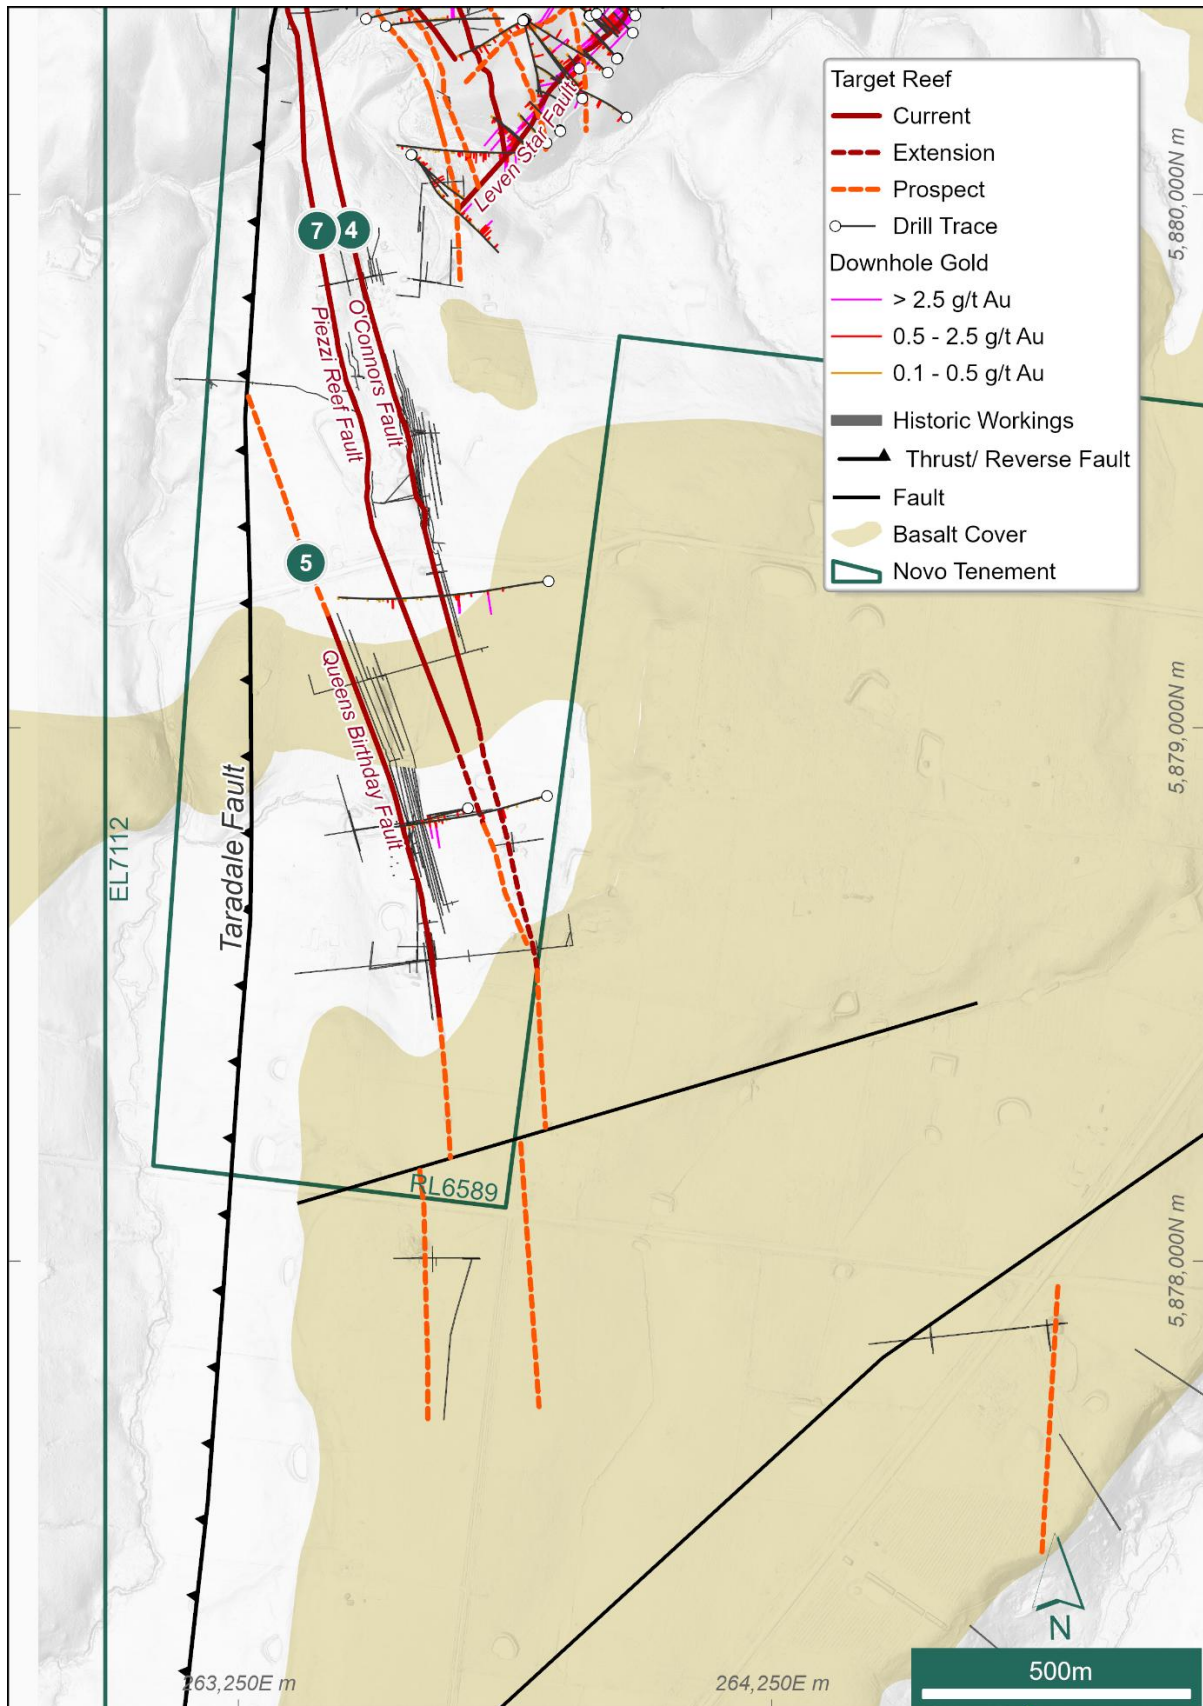 Target Reef
Current
Extension
Prospect
Drill Trace
Downhole Gold
> 2.5 g/t Au
0.5 - 2.5 g/t Au
0.1 - 0.5 g/t Au
Historic Workings
Thrust/ Reverse Fault
Fault
Basalt Cover
Novo Tenement
Leven Star Fault
5,880,000N m
7
4
O'Connors Fault
Piezzi Reef Fault
5
Queens Birthday Fault
5,879,000N m
Taradale Fault
EL7112
RL6589
5,878,000N m
N
263,250E m
264,250E m
500m